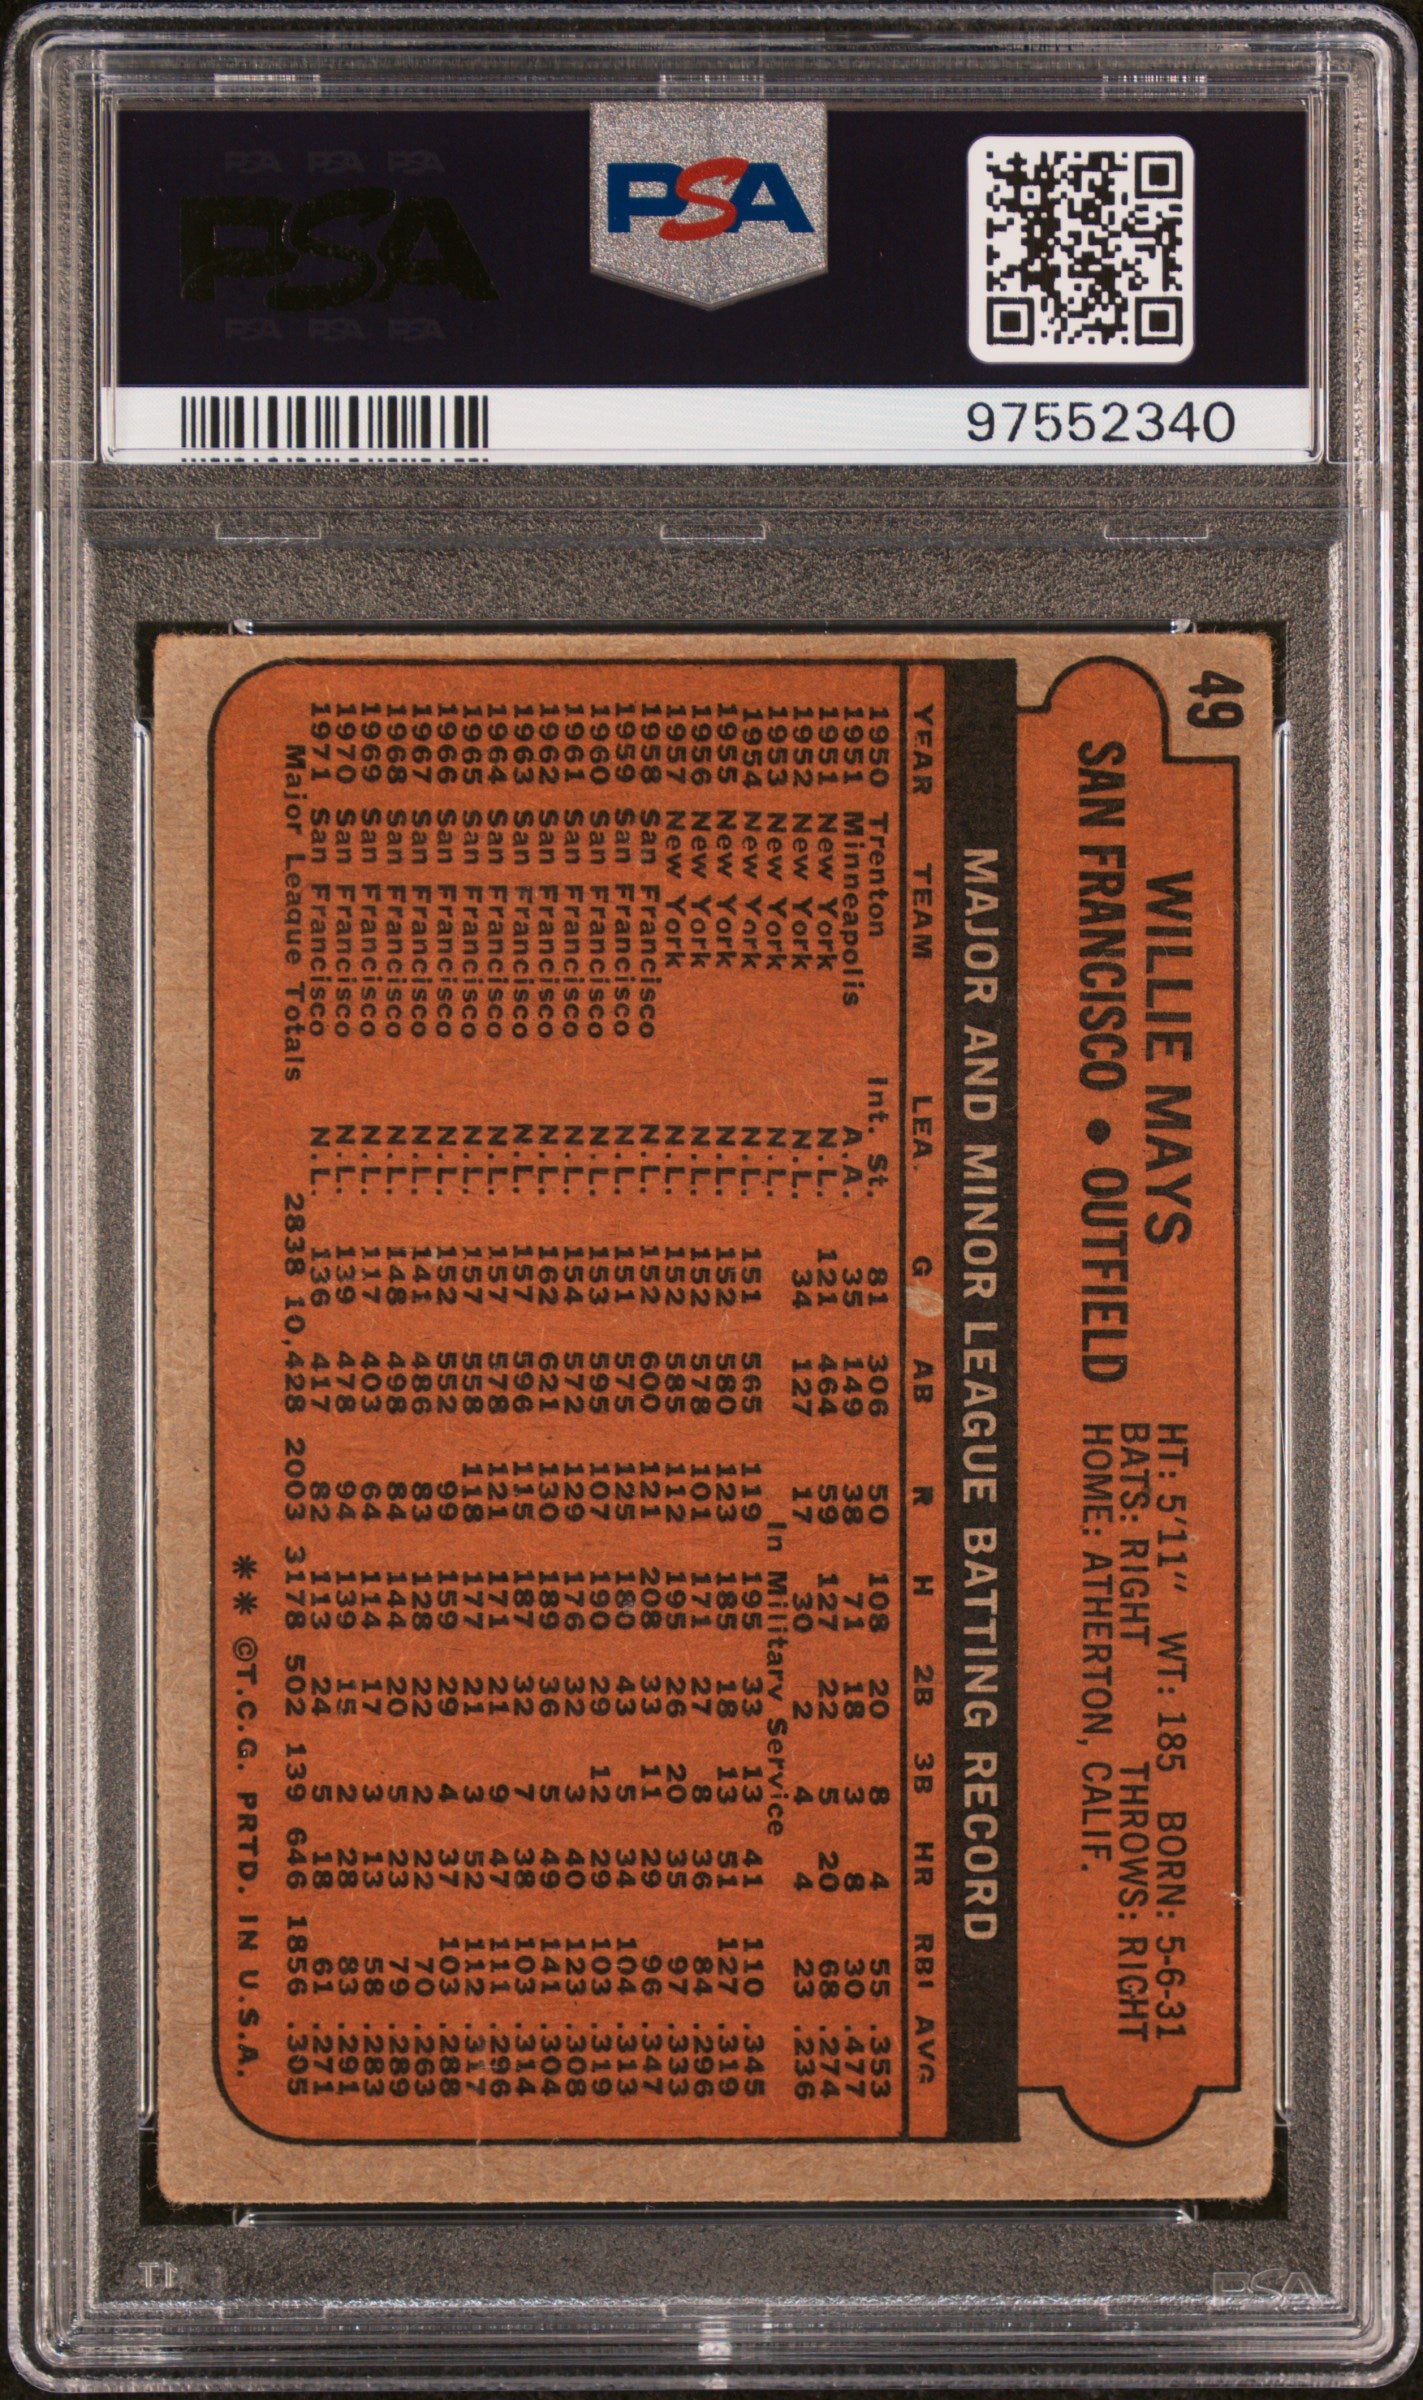 PSA PSA PSA
PSA
PSA PSA PSA
PSA
97552340
49
WILLIE MAYS
SAN FRANCISCO • OUTFIELD
HT: 5'11" WT: 185 BORN: 5-6-31
BATS: RIGHT THROWS: RIGHT
HOME: ATHERTON, CALIF.
MAJOR AND MINOR LEAGUE BATTING RECORD
YEAR TEAM LEA. G AB R H 2B 3B HR RBI AVG
1950 Trenton Int. St. 81 306 50 108 20 8 4 55 .353
1951 Minneapolis A.A. 35 149 38 71 18 3 8 30 .477
1951 New York N.L. 121 464 59 127 22 5 20 68 .274
1952 New York N.L. 34 127 17 30 2 4 4 23 .236
1953 New York N.L. In Military Service
1954 New York N.L. 151 565 119 195 33 13 41 110 .345
1955 New York N.L. 152 580 123 185 18 13 51 127 .319
1956 New York N.L. 152 578 101 171 27 8 36 84 .296
1957 New York N.L. 152 585 112 195 26 20 35 97 .333
1958 San Francisco N.L. 152 600 121 208 33 11 29 96 .347
1959 San Francisco N.L. 151 575 125 180 43 5 34 104 .313
1960 San Francisco N.L. 153 595 107 190 29 12 29 103 .319
1961 San Francisco N.L. 154 572 129 176 32 3 40 123 .308
1962 San Francisco N.L. 162 621 130 189 36 5 49 141 .304
1963 San Francisco N.L. 157 596 115 187 32 7 38 103 .314
1964 San Francisco N.L. 157 578 121 171 21 9 47 111 .296
1965 San Francisco N.L. 157 558 118 177 21 3 52 112 .317
1966 San Francisco N.L. 152 552 99 159 29 4 37 103 .288
1967 San Francisco N.L. 141 486 83 128 22 2 22 70 .263
1968 San Francisco N.L. 148 498 84 144 20 5 23 79 .289
1969 San Francisco N.L. 117 403 64 114 17 3 13 58 .283
1970 San Francisco N.L. 139 478 94 139 15 2 28 83 .291
1971 San Francisco N.L. 136 417 82 113 24 5 18 61 .271
Major League Totals 2838 10,428 2003 3178 502 139 646 1856 .305
** ©T.C.G. PRTD. IN U.S.A.
PSA